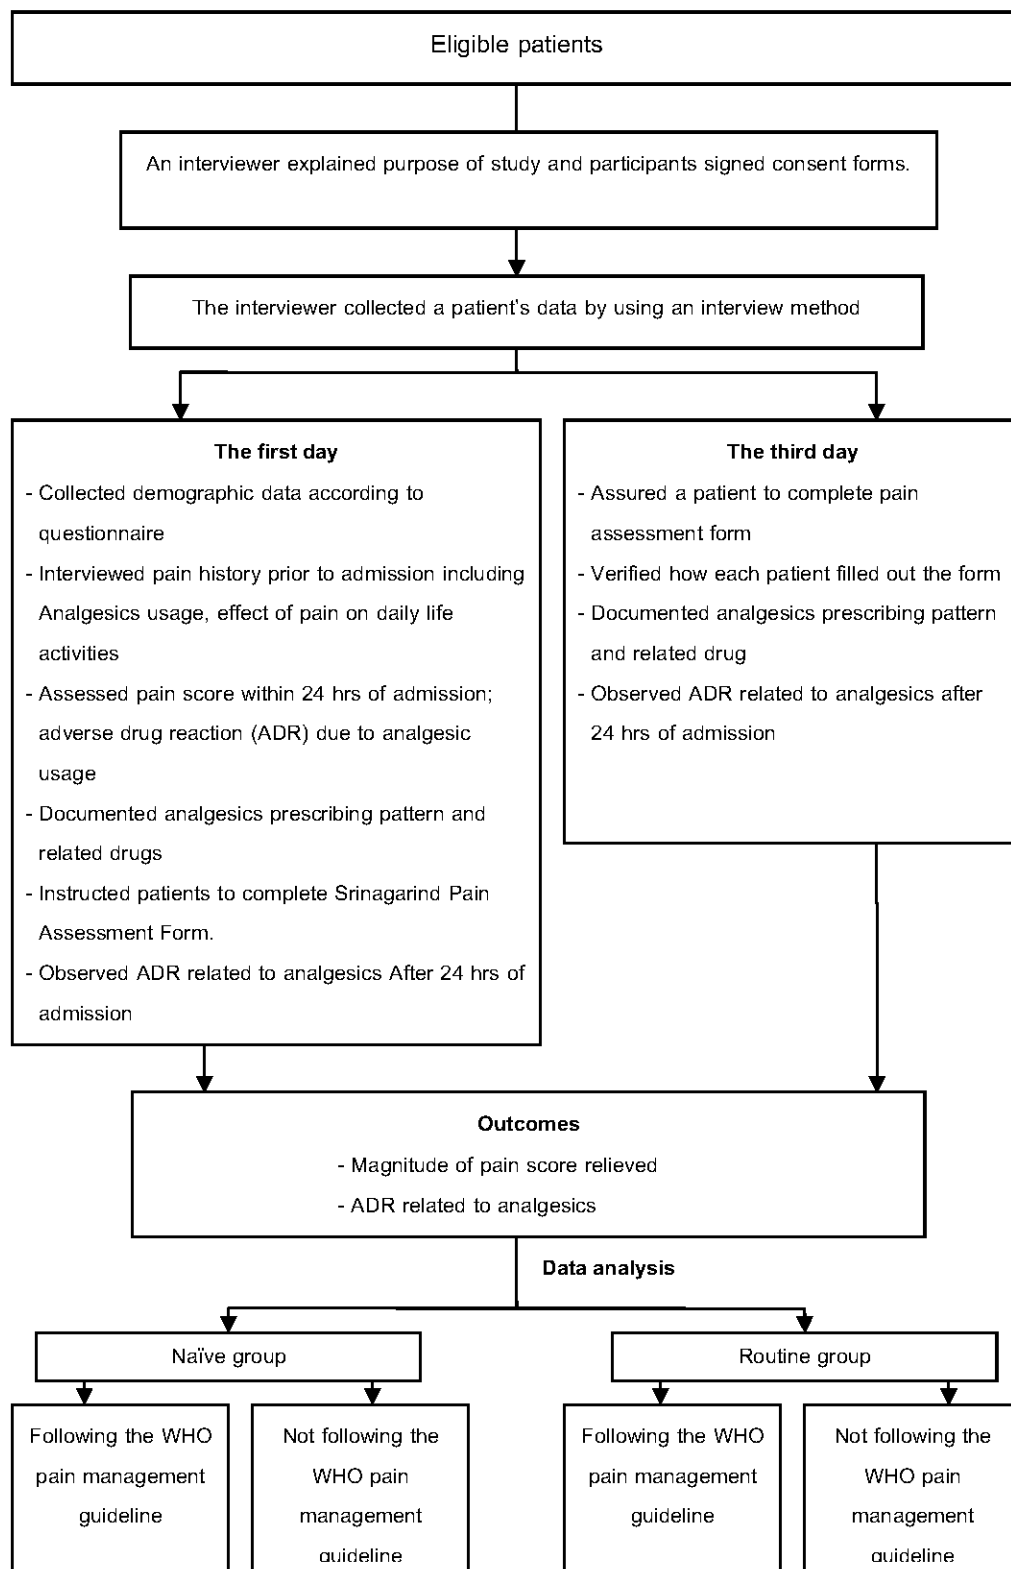 Eligible patients
An interviewer explained purpose of study and participants signed consent forms.
The interviewer collected a patient's data by using an interview method
The first day
- Collected demographic data according to
questionnaire
- Interviewed pain history prior to admission including
Analgesics usage, effect of pain on daily life
activities
- Assessed pain score within 24 hrs of admission;
adverse drug reaction (ADR) due to analgesic
usage
- Documented analgesics prescribing pattern and
related drugs
- Instructed patients to complete Srinagarind Pain
Assessment Form.
- Observed ADR related to analgesics After 24 hrs of
admission
The third day
- Assured a patient to complete pain
assessment form
- Verified how each patient filled out the form
- Documented analgesics prescribing pattern
and related drug
- Observed ADR related to analgesics after
24 hrs of admission
Outcomes
- Magnitude of pain score relieved
- ADR related to analgesics
Data analysis
Naïve group
Routine group
Following the WHO
pain management
guideline
Not following the
WHO pain
management
guideline
Following the WHO
pain management
guideline
Not following the
WHO pain
management
guideline